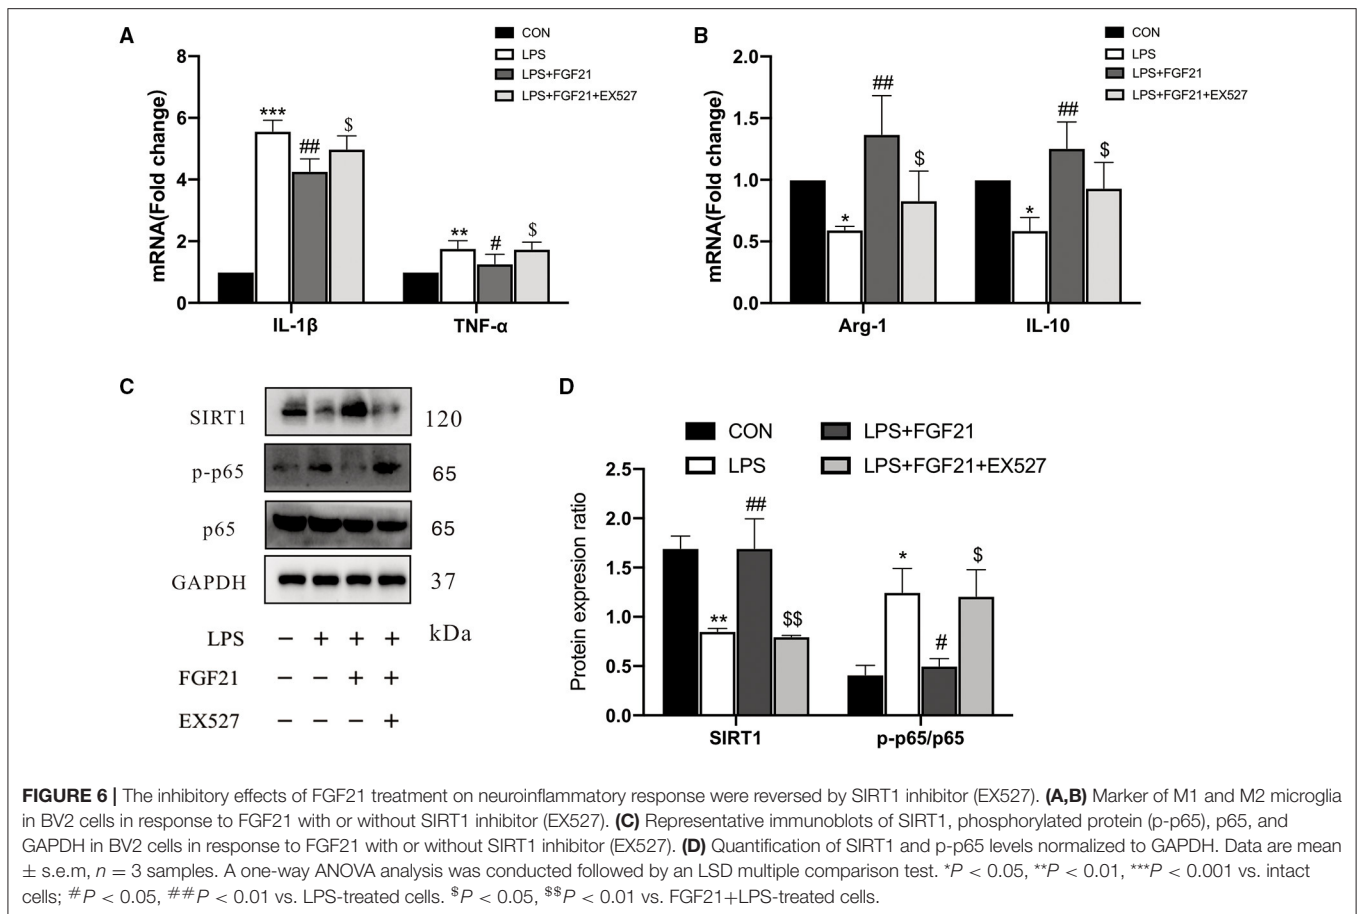 A
CON
LPS
LPS+FGF21
LPS+FGF21+EX527
mRNA(Fold change)
8
6
4
2
0
***
##
$
**
#
$
IL-1β
TNF-α
B
CON
LPS
LPS+FGF21
LPS+FGF21+EX527
mRNA(Fold change)
2.0
1.5
1.0
0.5
0.0
*
##
$
*
##
$
Arg-1
IL-10
C
SIRT1 120
p-p65 65
p65 65
GAPDH 37
LPS − + + + kDa
FGF21 − − + +
EX527 − − − +
D
CON
LPS+FGF21
LPS
LPS+FGF21+EX527
Protein expresion ratio
2.5
2.0
1.5
1.0
0.5
0.0
**
##
$$
*
#
$
SIRT1
p-p65/p65
FIGURE 6 | The inhibitory effects of FGF21 treatment on neuroinflammatory response were reversed by SIRT1 inhibitor (EX527). (A,B) Marker of M1 and M2 microglia
in BV2 cells in response to FGF21 with or without SIRT1 inhibitor (EX527). (C) Representative immunoblots of SIRT1, phosphorylated protein (p-p65), p65, and
GAPDH in BV2 cells in response to FGF21 with or without SIRT1 inhibitor (EX527). (D) Quantification of SIRT1 and p-p65 levels normalized to GAPDH. Data are mean
± s.e.m, n = 3 samples. A one-way ANOVA analysis was conducted followed by an LSD multiple comparison test. *P < 0.05, **P < 0.01, ***P < 0.001 vs. intact
cells; #P < 0.05, ##P < 0.01 vs. LPS-treated cells. $P < 0.05, $$P < 0.01 vs. FGF21+LPS-treated cells.